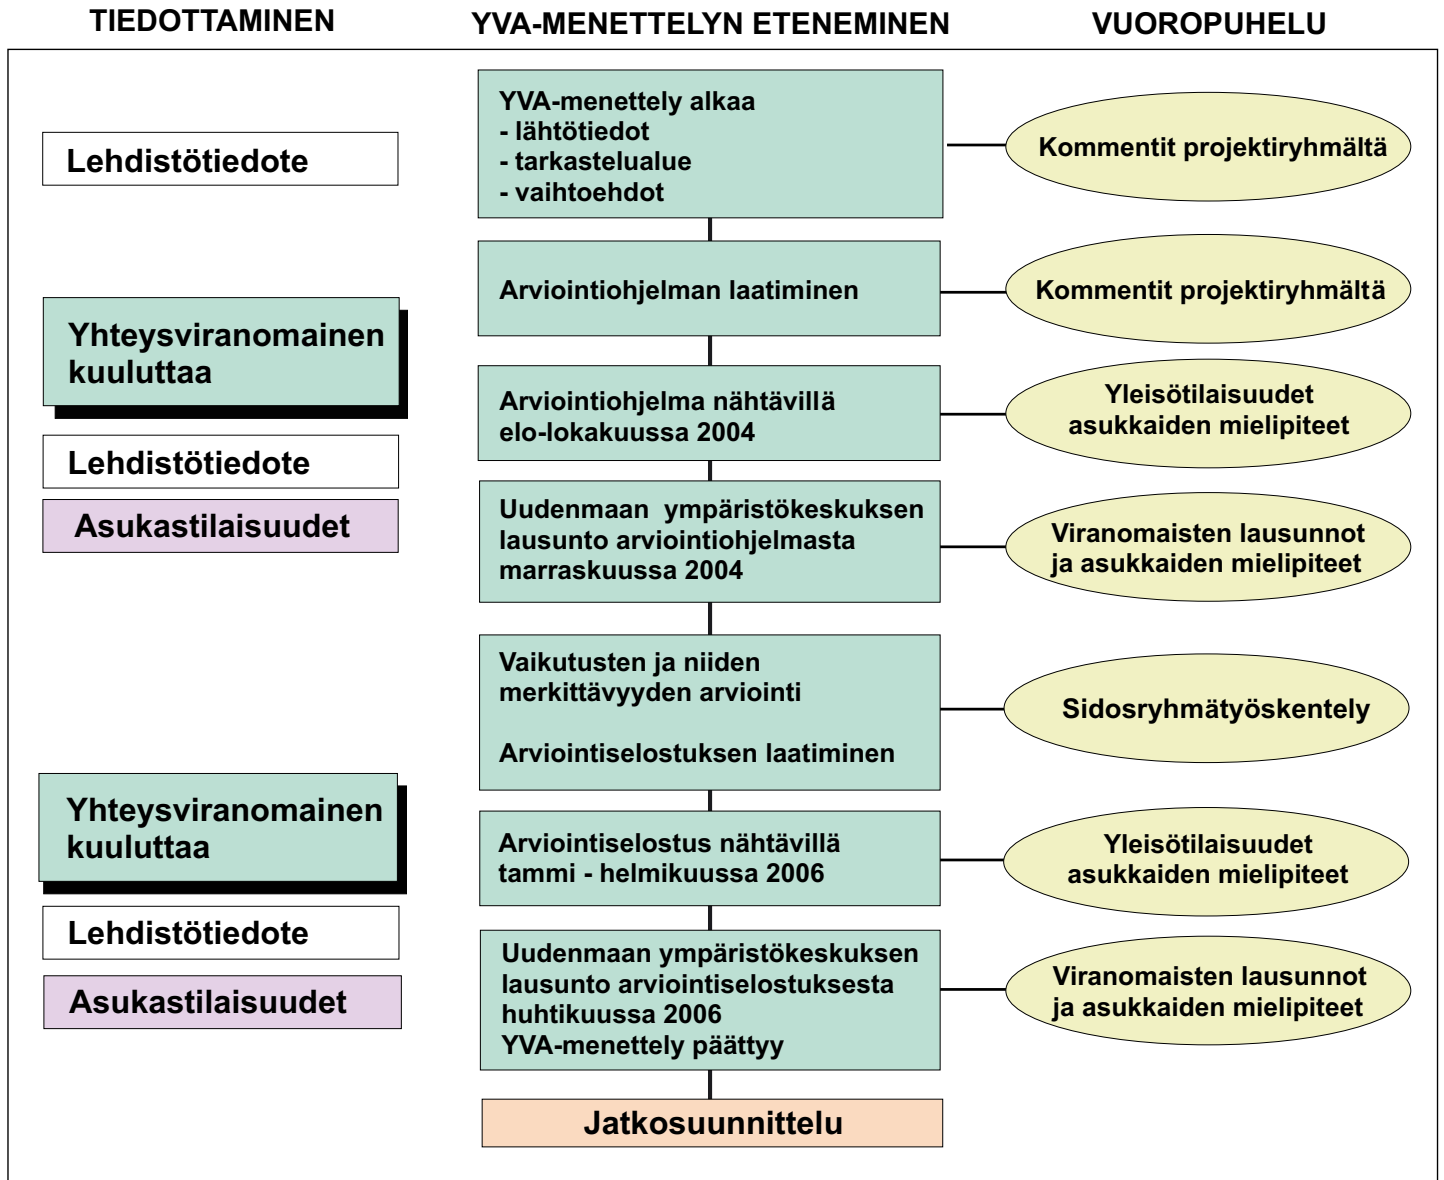 TIEDOTTAMINEN
YVA-MENETTELYN ETENEMINEN
VUOROPUHELU
YVA-menettely alkaa
- lähtötiedot
- tarkastelualue
- vaihtoehdot
Lehdistötiedote
Kommentit projektiryhmältä
Arviointiohjelman laatiminen
Kommentit projektiryhmältä
Yhteysviranomainen
kuuluttaa
Arviointiohjelma nähtävillä
elo-lokakuussa 2004
Yleisötilaisuudet
asukkaiden mielipiteet
Lehdistötiedote
Asukastilaisuudet
Uudenmaan ympäristökeskuksen
lausunto arviointiohjelmasta
marraskuussa 2004
Viranomaisten lausunnot
ja asukkaiden mielipiteet
Vaikutusten ja niiden
merkittävyyden arviointi
Arviointiselostuksen laatiminen
Sidosryhmätyöskentely
Yhteysviranomainen
kuuluttaa
Arviointiselostus nähtävillä
tammi - helmikuussa 2006
Yleisötilaisuudet
asukkaiden mielipiteet
Lehdistötiedote
Asukastilaisuudet
Uudenmaan ympäristökeskuksen
lausunto arviointiselostuksesta
huhtikuussa 2006
YVA-menettely päättyy
Viranomaisten lausunnot
ja asukkaiden mielipiteet
Jatkosuunnittelu